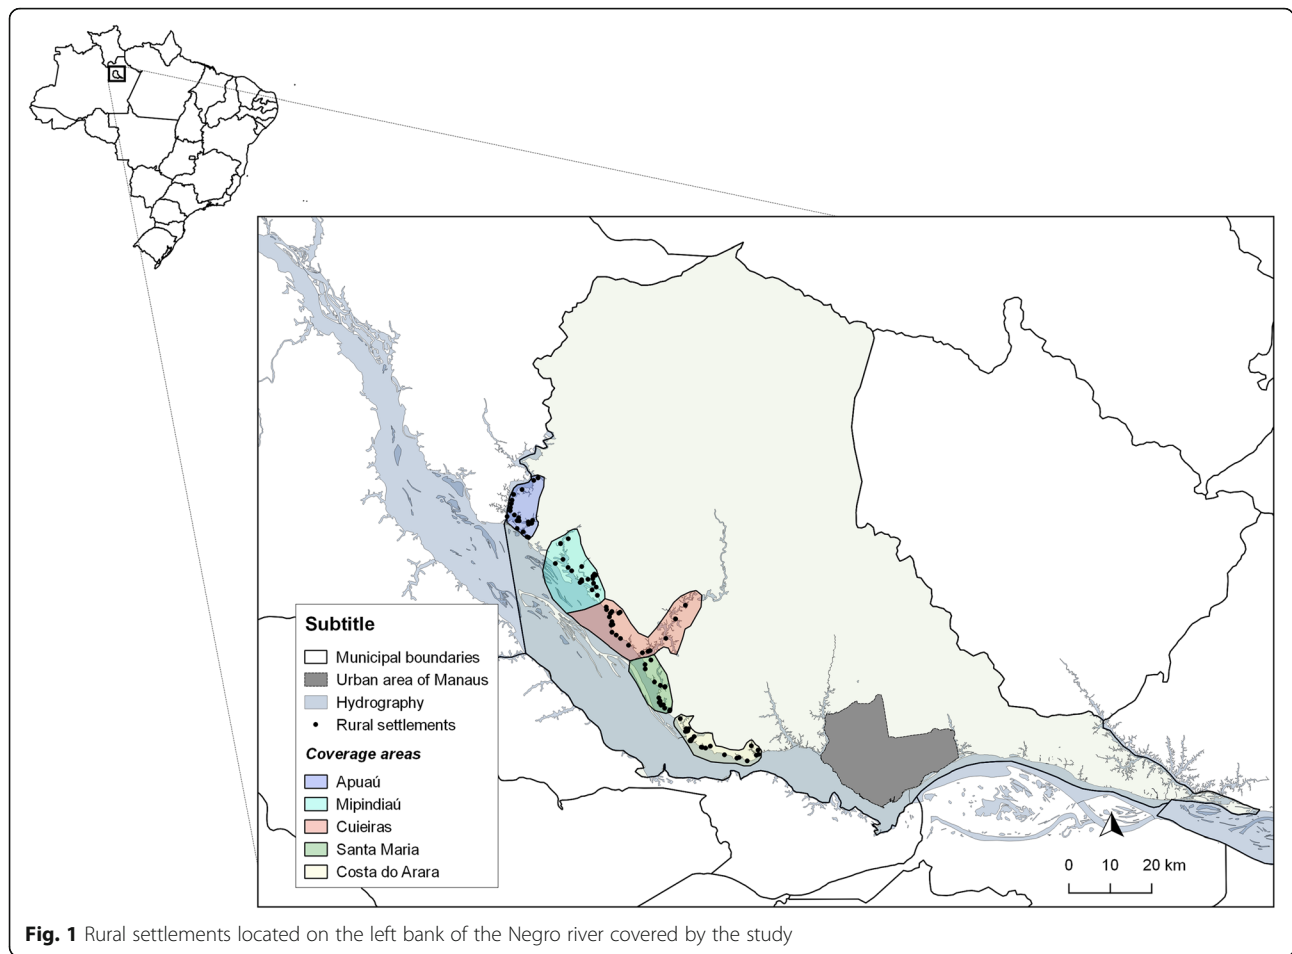 Subtitle
Municipal boundaries
Urban area of Manaus
Hydrography
Rural settlements
Coverage areas
Apuaú
Mipindiaú
Cuieiras
Santa Maria
Costa do Arara
0 10 20 km
Fig. 1 Rural settlements located on the left bank of the Negro river covered by the study